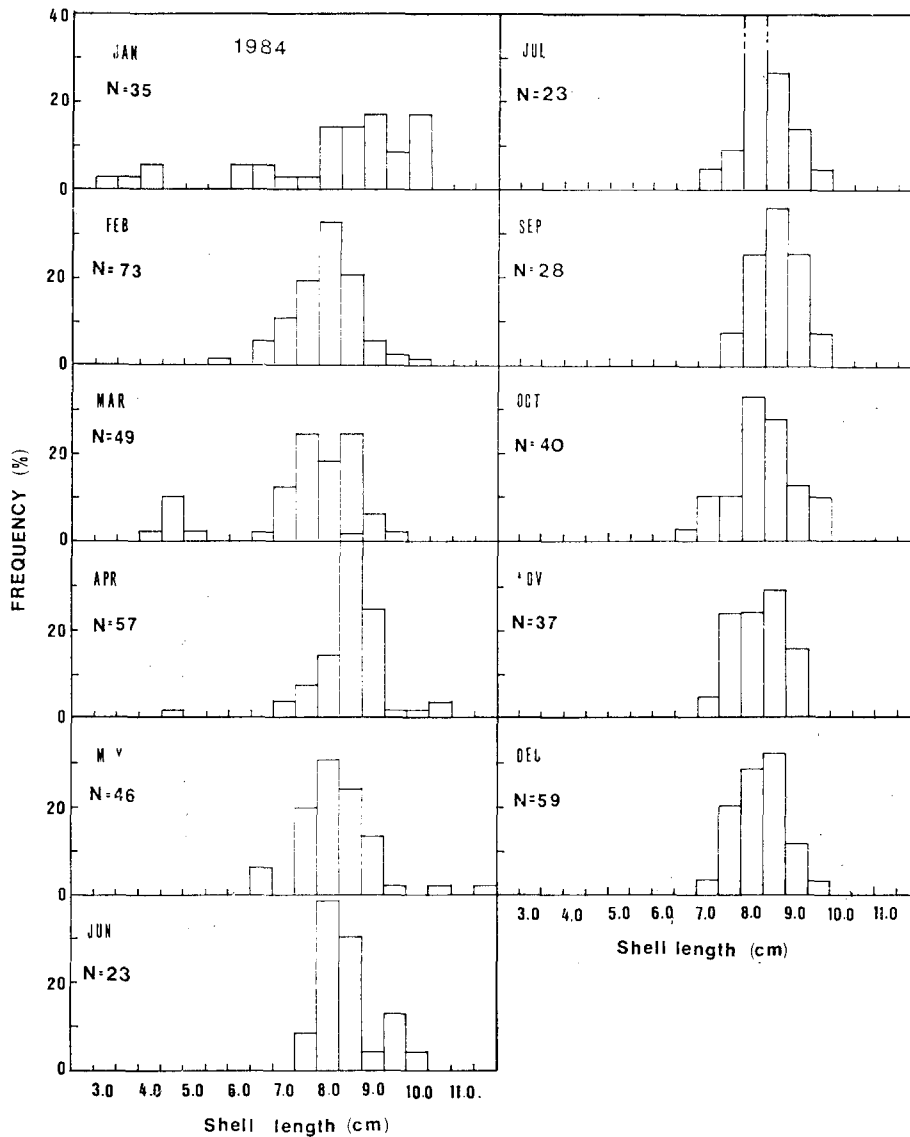 40
20
0
JAN
1984
N=35
JUL
N=23
20
0
FEB
N=73
SEP
N=28
20
0
MAR
N=49
OCT
N=40
FREQUENCY (%)
20
0
APR
N=57
N=37
20
0
N=46
N=59
20
0
JUN
N=23
3.0 4.0 5.0 6.0 7.0 8.0 9.0 10.0 11.0
Shell length (cm)
3.0 4.0 5.0 6.0 7.0 8.0 9.0 10.0 11.0.
Shell length (cm)